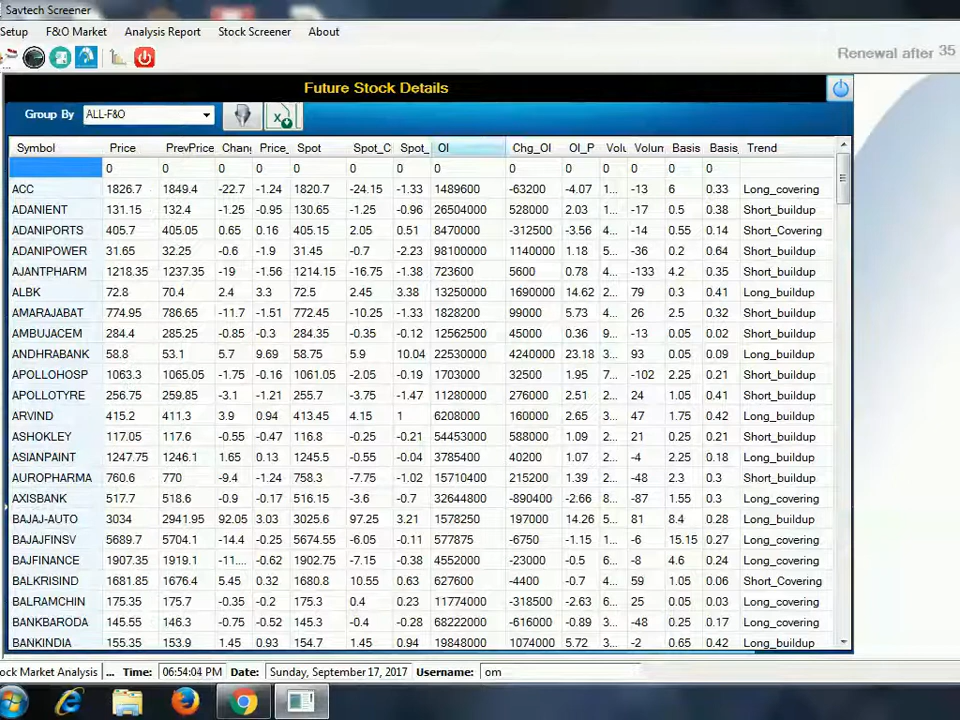 Savtech Screener
Setup F&O Market Analysis Report Stock Screener About
Renewal after 35
Future Stock Details
Group By ALL-F&O
Symbol Price PrevPrice Chang Price_ Spot Spot_C Spot_ OI Chg_OI OI_P Volu Volun Basis Basis_ Trend
0 0 0 0 0 0 0 0 0 0 0 0 0 0
ACC 1826.7 1849.4 -22.7 -1.24 1820.7 -24.15 -1.33 1489600 -63200 -4.07 1... -13 6 0.33 Long_covering
ADANIENT 131.15 132.4 -1.25 -0.95 130.65 -1.25 -0.96 26504000 528000 2.03 1... -17 0.5 0.38 Short_buildup
ADANIPORTS 405.7 405.05 0.65 0.16 405.15 2.05 0.51 8470000 -312500 -3.56 4... -14 0.55 0.14 Short_Covering
ADANIPOWER 31.65 32.25 -0.6 -1.9 31.45 -0.7 -2.23 98100000 1140000 1.18 5... -36 0.2 0.64 Short_buildup
AJANTPHARM 1218.35 1237.35 -19 -1.56 1214.15 -16.75 -1.38 723600 5600 0.78 4... -133 4.2 0.35 Short_buildup
ALBK 72.8 70.4 2.4 3.3 72.5 2.45 3.38 13250000 1690000 14.62 2... 79 0.3 0.41 Long_buildup
AMARAJABAT 774.95 786.65 -11.7 -1.51 772.45 -10.25 -1.33 1828200 99000 5.73 4... 26 2.5 0.32 Short_buildup
AMBUJACEM 284.4 285.25 -0.85 -0.3 284.35 -0.35 -0.12 12562500 45000 0.36 9... -13 0.05 0.02 Short_buildup
ANDHRABANK 58.8 53.1 5.7 9.69 58.75 5.9 10.04 22530000 4240000 23.18 3... 93 0.05 0.09 Long_buildup
APOLLOHOSP 1063.3 1065.05 -1.75 -0.16 1061.05 -2.05 -0.19 1703000 32500 1.95 7... -102 2.25 0.21 Short_buildup
APOLLOTYRE 256.75 259.85 -3.1 -1.21 255.7 -3.75 -1.47 11280000 276000 2.51 2... 24 1.05 0.41 Short_buildup
ARVIND 415.2 411.3 3.9 0.94 413.45 4.15 1 6208000 160000 2.65 3... 47 1.75 0.42 Long_buildup
ASHOKLEY 117.05 117.6 -0.55 -0.47 116.8 -0.25 -0.21 54453000 588000 1.09 2... 21 0.25 0.21 Short_buildup
ASIANPAINT 1247.75 1246.1 1.65 0.13 1245.5 -0.55 -0.04 3785400 40200 1.07 2... -4 2.25 0.18 Long_buildup
AUROPHARMA 760.6 770 -9.4 -1.24 758.3 -7.75 -1.02 15710400 215200 1.39 2... -48 2.3 0.3 Short_buildup
AXISBANK 517.7 518.6 -0.9 -0.17 516.15 -3.6 -0.7 32644800 -890400 -2.66 8... -87 1.55 0.3 Long_covering
BAJAJ-AUTO 3034 2941.95 92.05 3.03 3025.6 97.25 3.21 1578250 197000 14.26 2... 81 8.4 0.28 Long_buildup
BAJAJFINSV 5689.7 5704.1 -14.4 -0.25 5674.55 -6.05 -0.11 577875 -6750 -1.15 1... -6 15.15 0.27 Long_covering
BAJFINANCE 1907.35 1919.1 -11.... -0.62 1902.75 -7.15 -0.38 4552000 -23000 -0.5 6... -8 4.6 0.24 Long_covering
BALKRISIND 1681.85 1676.4 5.45 0.32 1680.8 10.55 0.63 627600 -4400 -0.7 4... 59 1.05 0.06 Short_Covering
BALRAMCHIN 175.35 175.7 -0.35 -0.2 175.3 0.4 0.23 11774000 -318500 -2.63 2... 25 0.05 0.03 Long_covering
BANKBARODA 145.55 146.3 -0.75 -0.52 145.3 -0.4 -0.28 68222000 -616000 -0.89 3... -48 0.25 0.17 Long_covering
BANKINDIA 155.35 153.9 1.45 0.93 154.7 1.45 0.94 19848000 1074000 5.72 3... -2 0.65 0.42 Long_buildup
ock Market Analysis ... Time: 06:54:04 PM Date: Sunday, September 17, 2017 Username: om